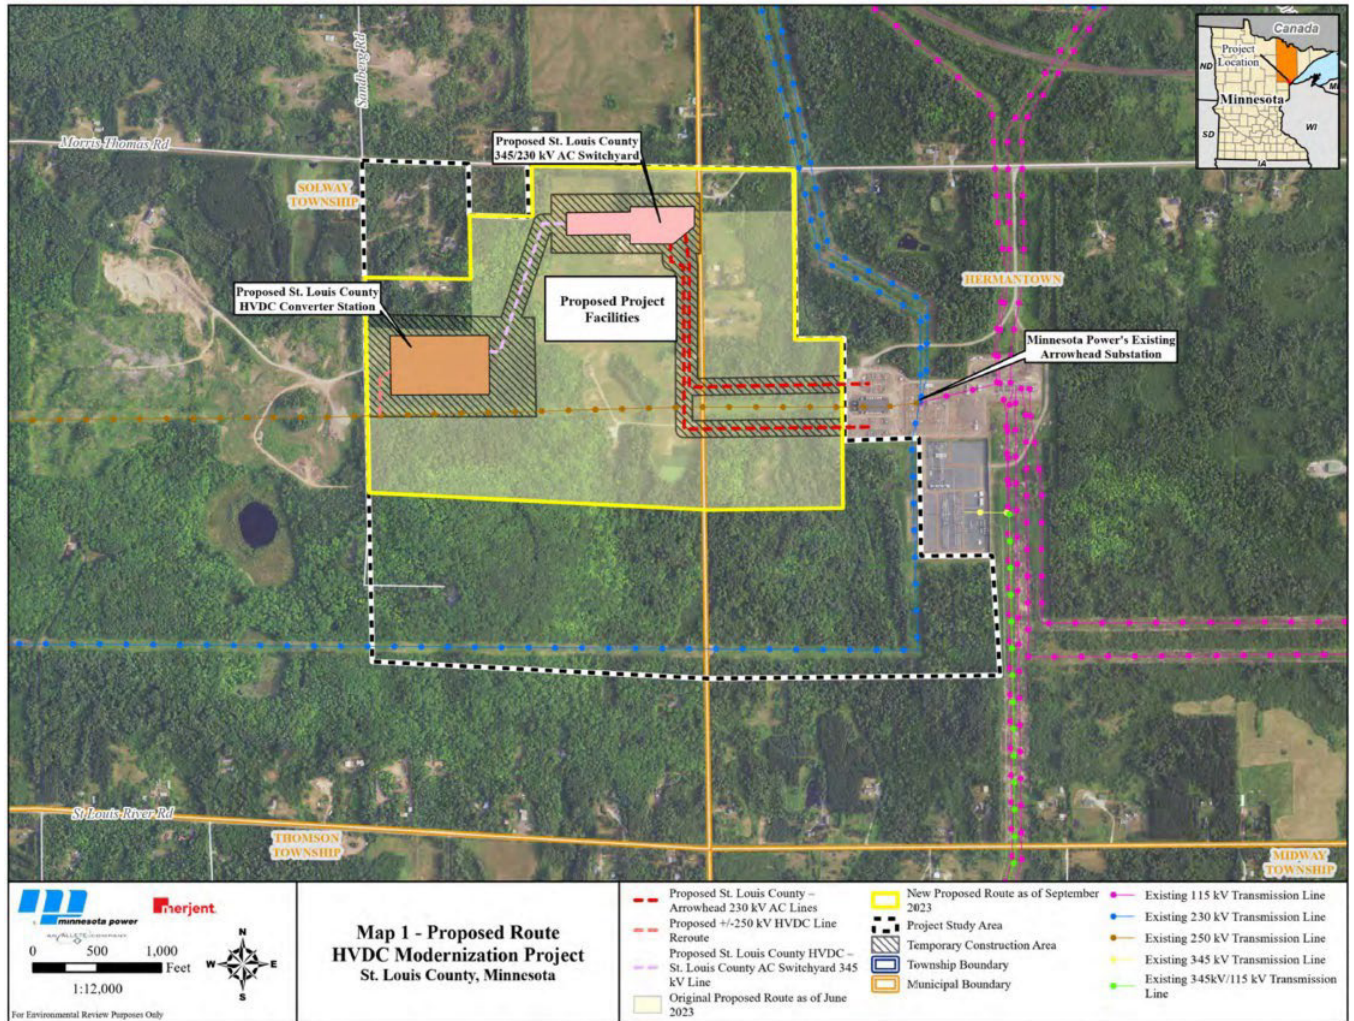 Canada
Project
Location
ND
Minnesota
MI
SD
WI
IA
Sandberg Rd
Morris Thomas Rd
Proposed St. Louis County
345/230 kV AC Switchyard
SOLWAY
TOWNSHIP
HERMANTOWN
Proposed St. Louis County
HVDC Converter Station
Proposed Project
Facilities
Minnesota Power's Existing
Arrowhead Substation
St Louis River Rd
THOMSON
TOWNSHIP
MIDWAY
TOWNSHIP
minnesota power
AN ALLETE COMPANY
merjent
0 500 1,000
Feet
1:12,000
N
W E
S
For Environmental Review Purposes Only
Map 1 - Proposed Route
HVDC Modernization Project
St. Louis County, Minnesota
Proposed St. Louis County –
Arrowhead 230 kV AC Lines
Proposed +/-250 kV HVDC Line
Reroute
Proposed St. Louis County HVDC –
St. Louis County AC Switchyard 345
kV Line
Original Proposed Route as of June
2023
New Proposed Route as of September
2023
Project Study Area
Temporary Construction Area
Township Boundary
Municipal Boundary
Existing 115 kV Transmission Line
Existing 230 kV Transmission Line
Existing 250 kV Transmission Line
Existing 345 kV Transmission Line
Existing 345kV/115 kV Transmission
Line